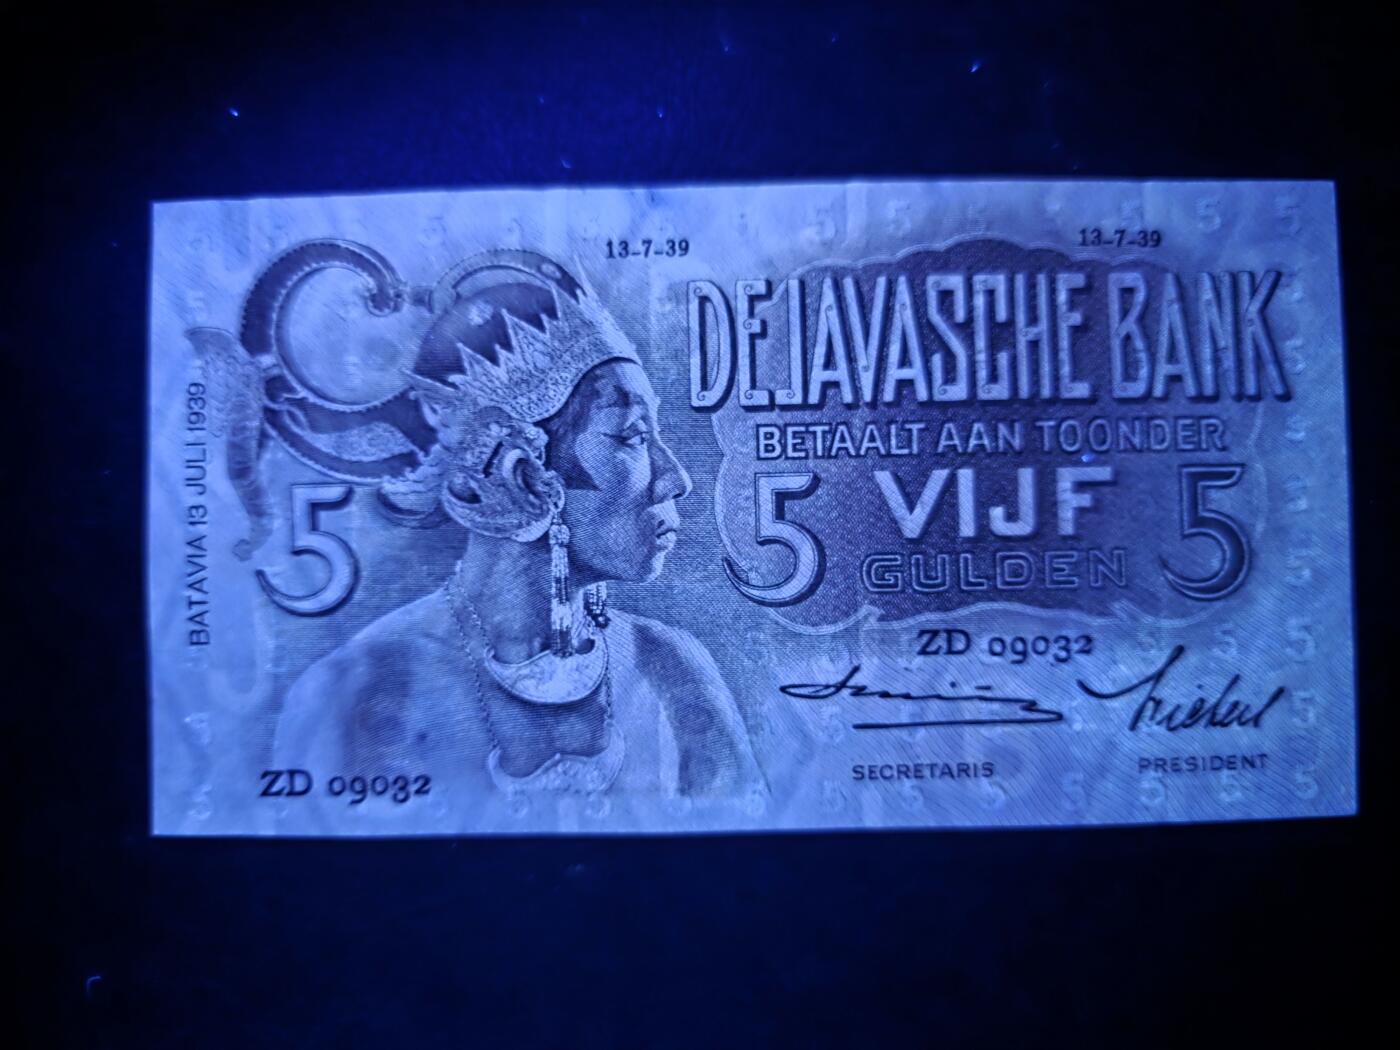 13-7-39
13-7-39
DE JAVASCHE BANK
BETAALT AAN TOONDER
5 VIJF 5
GULDEN
5
BATAVIA 13 JULI 1939
ZD 09032
SECRETARIS
PRESIDENT
ZD 09032